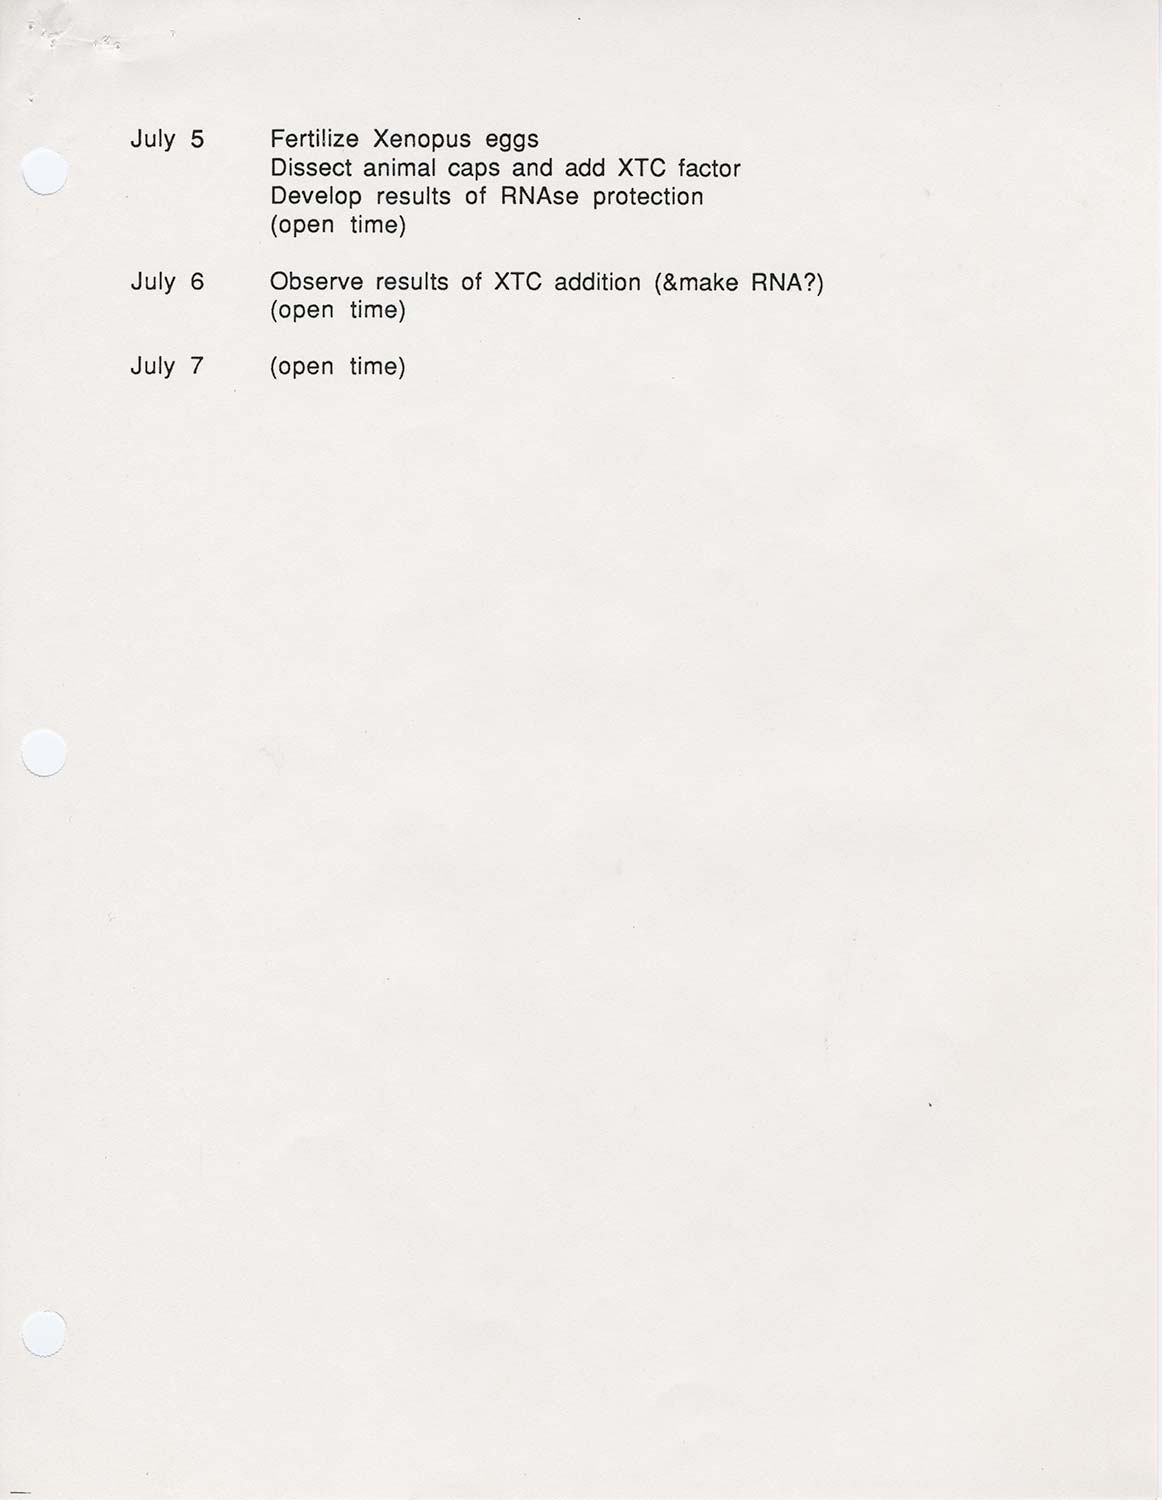 July 5 Fertilize Xenopus eggs
Dissect animal caps and add XTC factor
Develop results of RNAse protection
(open time)
July 6 Observe results of XTC addition (&make RNA?)
(open time)
July 7 (open time)